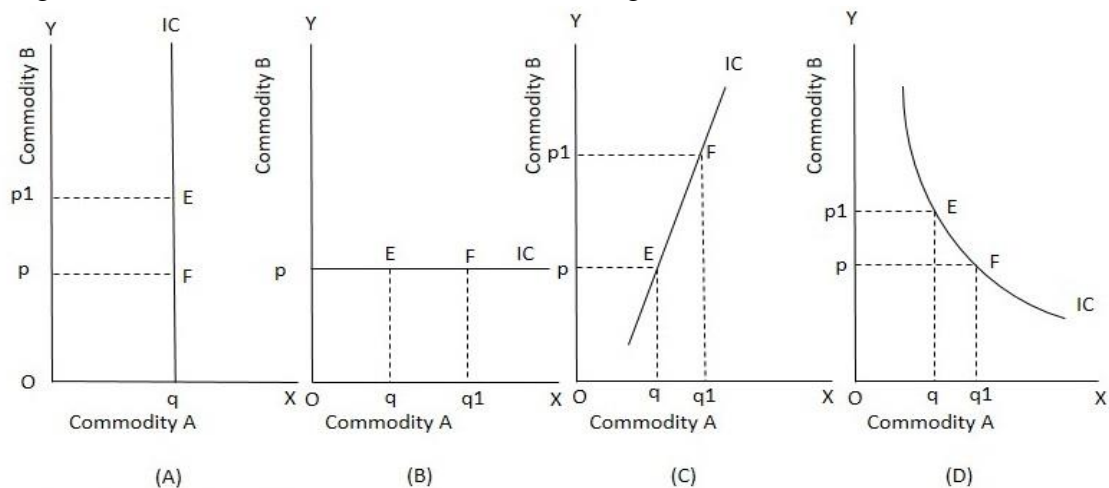 Y
IC
Commodity B
p1
E
p
F
O
q
X
Commodity A
(A)
Y
Commodity B
E
F
IC
p
O
q
q1
X
Commodity A
(B)
Y
IC
Commodity B
p1
F
E
p
O
q
q1
X
Commodity A
(C)
Y
Commodity B
p1
E
p
F
IC
O
q
q1
X
Commodity A
(D)